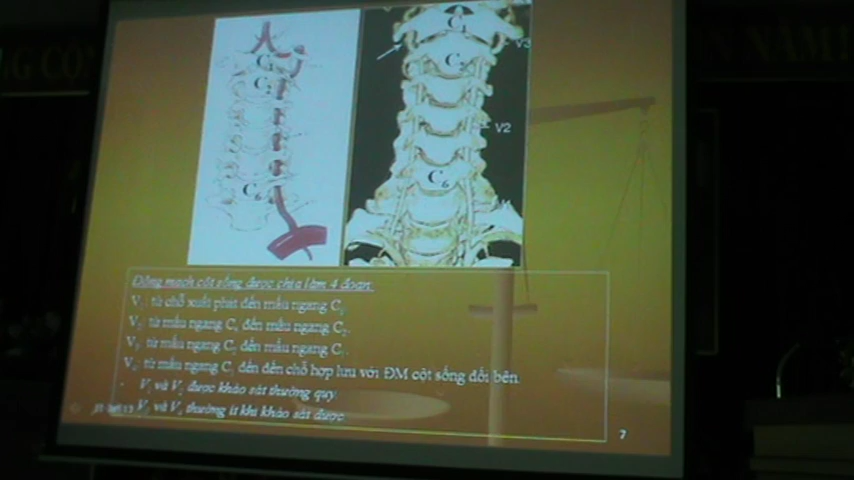 C₁
C₂
C₆
C₁
V3
C₂
V2
C₆
Động mạch cột sống được chia làm 4 đoạn:
V₁: từ chỗ xuất phát đến mấu ngang C₆.
V₂: từ mấu ngang C₆ đến mấu ngang C₂.
V₃: từ mấu ngang C₂ đến mấu ngang C₁.
V₄: từ mấu ngang C₁ đến đến chỗ hợp lưu với ĐM cột sống đối bên.
V₁ và V₂ được khảo sát thường quy.
V₃ và V₄ thường ít khi khảo sát được
7